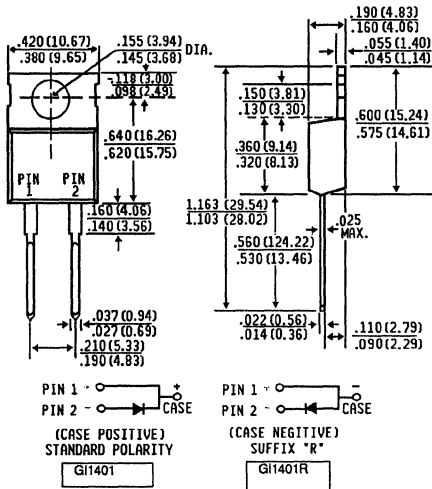 .420 (10.67)
.380 (9.65)
.155 (3.94)
.145 (3.68)
DIA.
.118 (3.00)
.098 (2.49)
.640 (16.26)
.620 (15.75)
PIN 1
PIN 2
.160 (4.06)
.140 (3.56)
.037 (0.94)
.027 (0.69)
.210 (5.33)
.190 (4.83)
.190 (4.83)
.160 (4.06)
.055 (1.40)
.045 (1.14)
.150 (3.81)
.130 (3.30)
.600 (15.24)
.575 (14.61)
.360 (9.14)
.320 (8.13)
1.163 (29.54)
1.103 (28.02)
.025
MAX.
.560 (124.22)
.530 (13.46)
.022 (0.56)
.014 (0.36)
.110 (2.79)
.090 (2.29)
PIN 1 +
PIN 2 -
+
CASE
(CASE POSITIVE)
STANDARD POLARITY
GI1401
PIN 1 +
PIN 2 -
-
CASE
(CASE NEGITIVE)
SUFFIX "R"
GI1401R